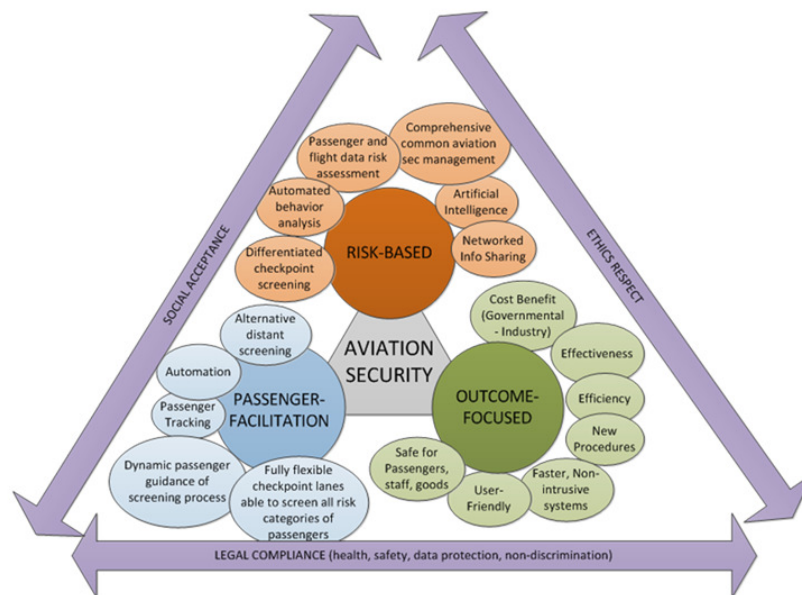 Comprehensive
common aviation
sec management
Passenger and
flight data risk
assessment
Automated
behavior
analysis
Artificial
Intelligence
RISK-BASED
Networked
Info Sharing
Differentiated
checkpoint
screening
SOCIAL ACCEPTANCE
ETHICS RESPECT
Cost Benefit
(Governmental
- Industry)
Alternative
distant
screening
AVIATION
SECURITY
Effectiveness
Automation
PASSENGER-
FACILITATION
OUTCOME-
FOCUSED
Efficiency
Passenger
Tracking
New
Procedures
Safe for
Passengers,
staff, goods
Dynamic passenger
guidance of
screening process
Fully flexible
checkpoint lanes
able to screen all risk
categories of
passengers
User-
Friendly
Faster, Non-
intrusive
systems
LEGAL COMPLIANCE (health, safety, data protection, non-discrimination)